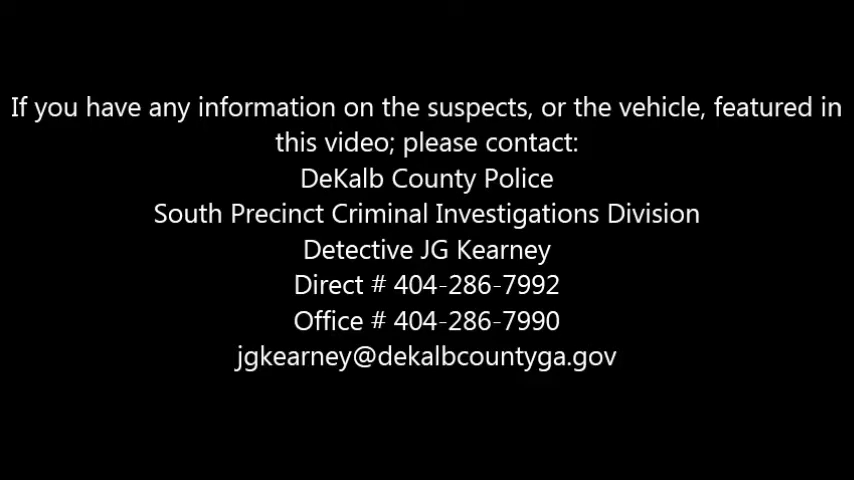 If you have any information on the suspects, or the vehicle, featured in
this video; please contact:
DeKalb County Police
South Precinct Criminal Investigations Division
Detective JG Kearney
Direct # 404-286-7992
Office # 404-286-7990
jgkearney@dekalbcountyga.gov